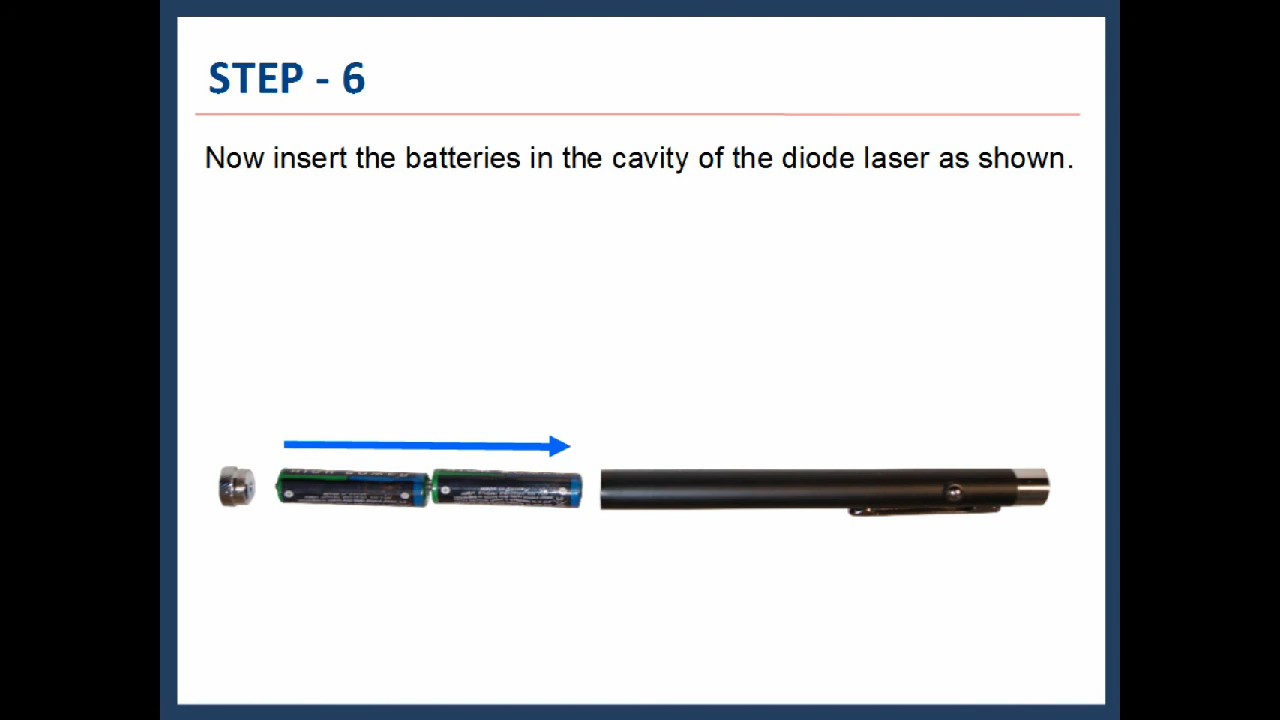 STEP - 6
Now insert the batteries in the cavity of the diode laser as shown.